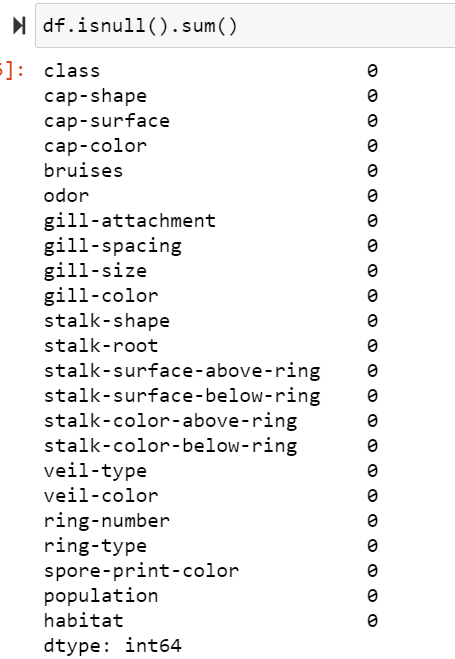 df.isnull().sum()
5]: class 0
cap-shape 0
cap-surface 0
cap-color 0
bruises 0
odor 0
gill-attachment 0
gill-spacing 0
gill-size 0
gill-color 0
stalk-shape 0
stalk-root 0
stalk-surface-above-ring 0
stalk-surface-below-ring 0
stalk-color-above-ring 0
stalk-color-below-ring 0
veil-type 0
veil-color 0
ring-number 0
ring-type 0
spore-print-color 0
population 0
habitat 0
dtype: int64